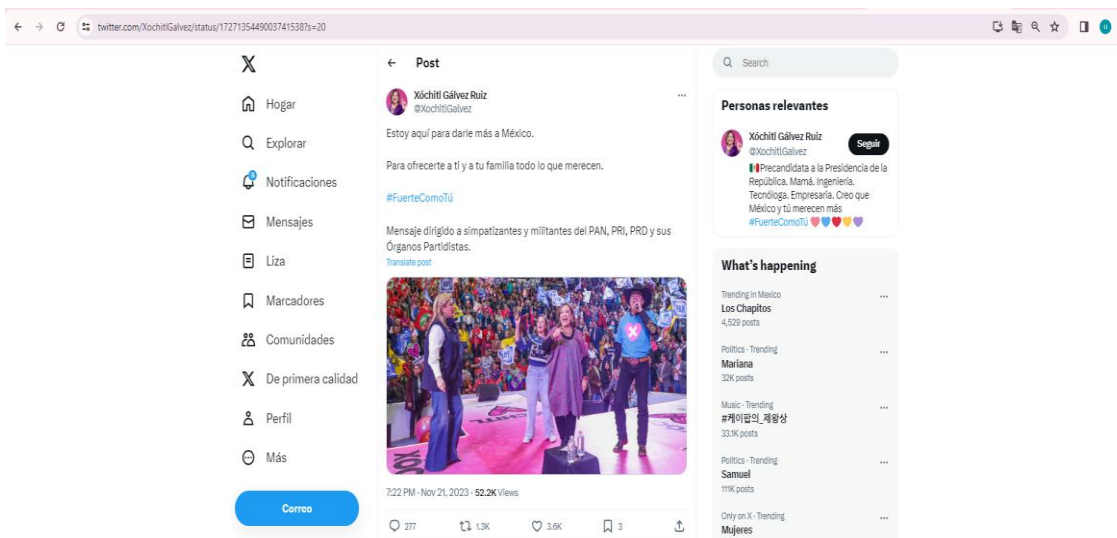 twitter.com/XochitlGalvez/status/1727135449003741538?s=20
Hogar
Explorar
Notificaciones
Mensajes
Liza
Marcadores
Comunidades
De primera calidad
Perfil
Más
Correo
Post
Xóchitl Gálvez Ruiz
@XochitlGalvez
Estoy aquí para darle más a México.
Para ofrecerte a ti y a tu familia todo lo que merecen.
#FuerteComoTú
Mensaje dirigido a simpatizantes y militantes del PAN, PRI, PRD y sus
Órganos Partidistas.
Translate post
XOC
7:22 PM · Nov 21, 2023 · 52.2K Views
277 1.3K 3.6K 3
Search
Personas relevantes
Xóchitl Gálvez Ruiz
@XochitlGalvez
Seguir
Precandidata a la Presidencia de la
República. Mamá. Ingeniería.
Tecnóloga. Empresaria. Creo que
México y tú merecen más
#FuerteComoTú
What's happening
Trending in Mexico
Los Chapitos
4,529 posts
Politics · Trending
Mariana
32K posts
Music · Trending
#케이팝의_제왕상
33.1K posts
Politics · Trending
Samuel
111K posts
Only on X · Trending
Mujeres